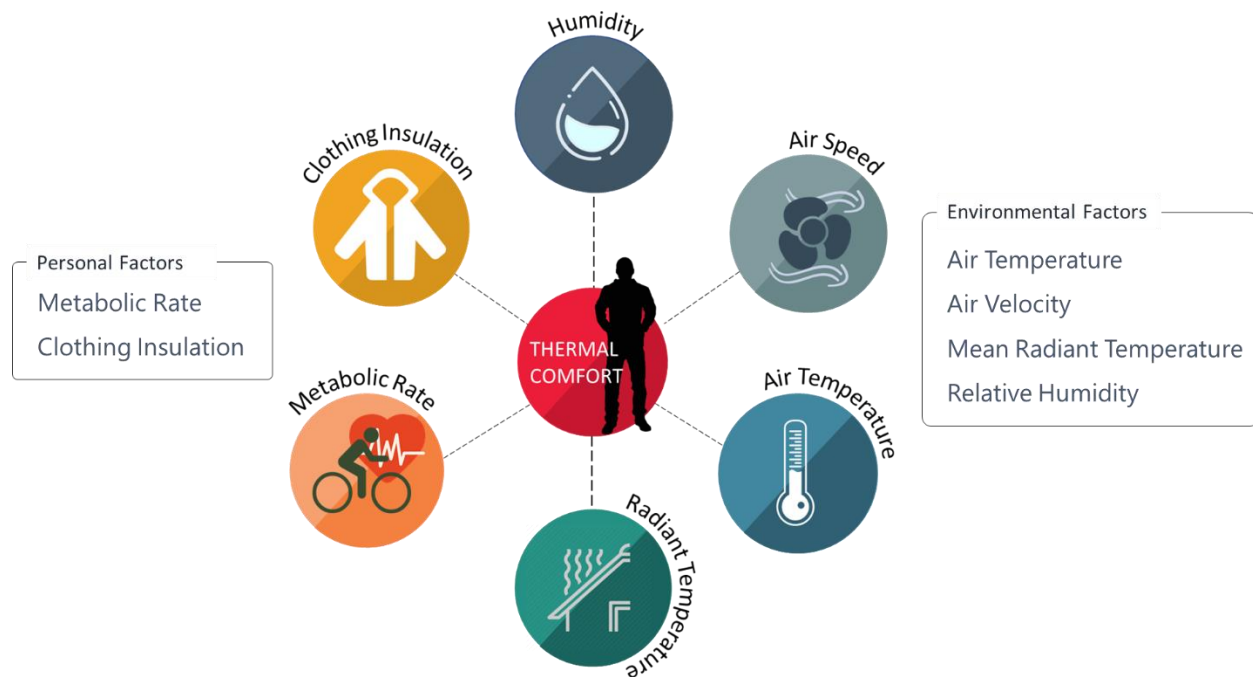 Humidity
Clothing Insulation
Air Speed
Personal Factors
Metabolic Rate
Clothing Insulation
Environmental Factors
Air Temperature
Air Velocity
Mean Radiant Temperature
Relative Humidity
THERMAL
COMFORT
Metabolic Rate
Air Temperature
Radiant Temperature